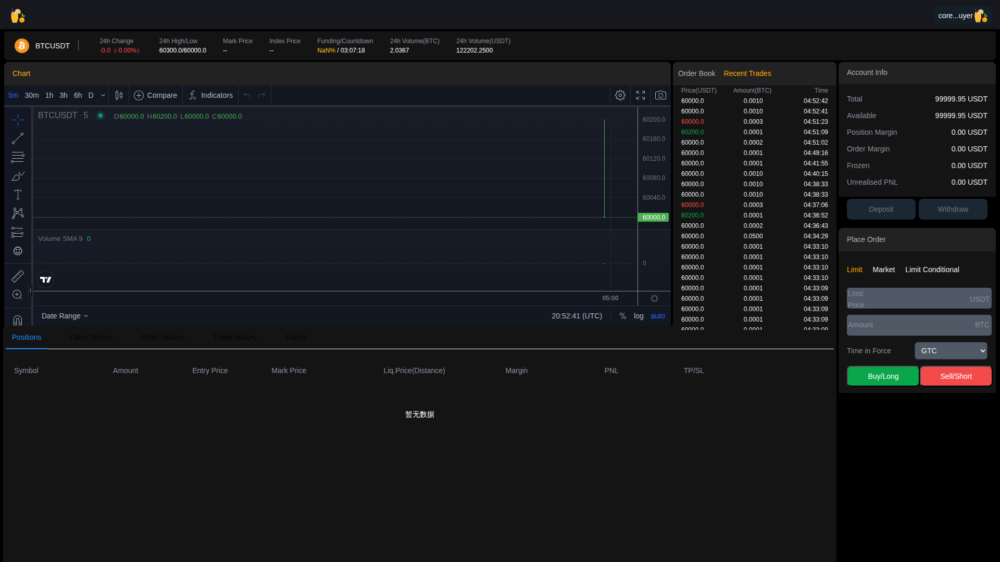 core...uyer
BTCUSDT
24h Change
-0.0（-0.00%）
24h High/Low
60300.0/60000.0
Mark Price
--
Index Price
--
Funding/Countdown
NaN% / 03:07:18
24h Volume(BTC)
2.0367
24h Volume(USDT)
122202.2500
Chart
5m 30m 1h 3h 6h D
Compare
Indicators
BTCUSDT · 5
O60000.0 H60200.0 L60000.0 C60000.0
60200.0
60160.0
60120.0
60080.0
60040.0
60000.0
Volume SMA 9 0
0
05:00
Date Range
20:52:41 (UTC) % log auto
Order Book Recent Trades
Price(USDT) Amount(BTC) Time
60000.0 0.0010 04:52:42
60000.0 0.0010 04:52:41
60000.0 0.0003 04:51:23
60200.0 0.0001 04:51:09
60000.0 0.0002 04:51:02
60000.0 0.0001 04:49:16
60000.0 0.0001 04:41:55
60000.0 0.0010 04:40:15
60000.0 0.0010 04:38:33
60000.0 0.0010 04:38:33
60000.0 0.0003 04:37:06
60200.0 0.0001 04:36:52
60000.0 0.0002 04:36:43
60000.0 0.0500 04:34:29
60000.0 0.0001 04:33:10
60000.0 0.0001 04:33:10
60000.0 0.0001 04:33:10
60000.0 0.0001 04:33:10
60000.0 0.0001 04:33:09
60000.0 0.0001 04:33:09
60000.0 0.0001 04:33:09
60000.0 0.0001 04:33:09
60000.0 0.0001 04:33:09
Account Info
Total 99999.95 USDT
Available 99999.95 USDT
Position Margin 0.00 USDT
Order Margin 0.00 USDT
Frozen 0.00 USDT
Unrealised PNL 0.00 USDT
Deposit Withdraw
Place Order
Limit Market Limit Conditional
Limit
Price
USDT
Amount BTC
Time in Force GTC
Buy/Long Sell/Short
Positions Open Orders Order History Trade History Funds
Symbol Amount Entry Price Mark Price Liq.Price(Distance) Margin PNL TP/SL
暂无数据